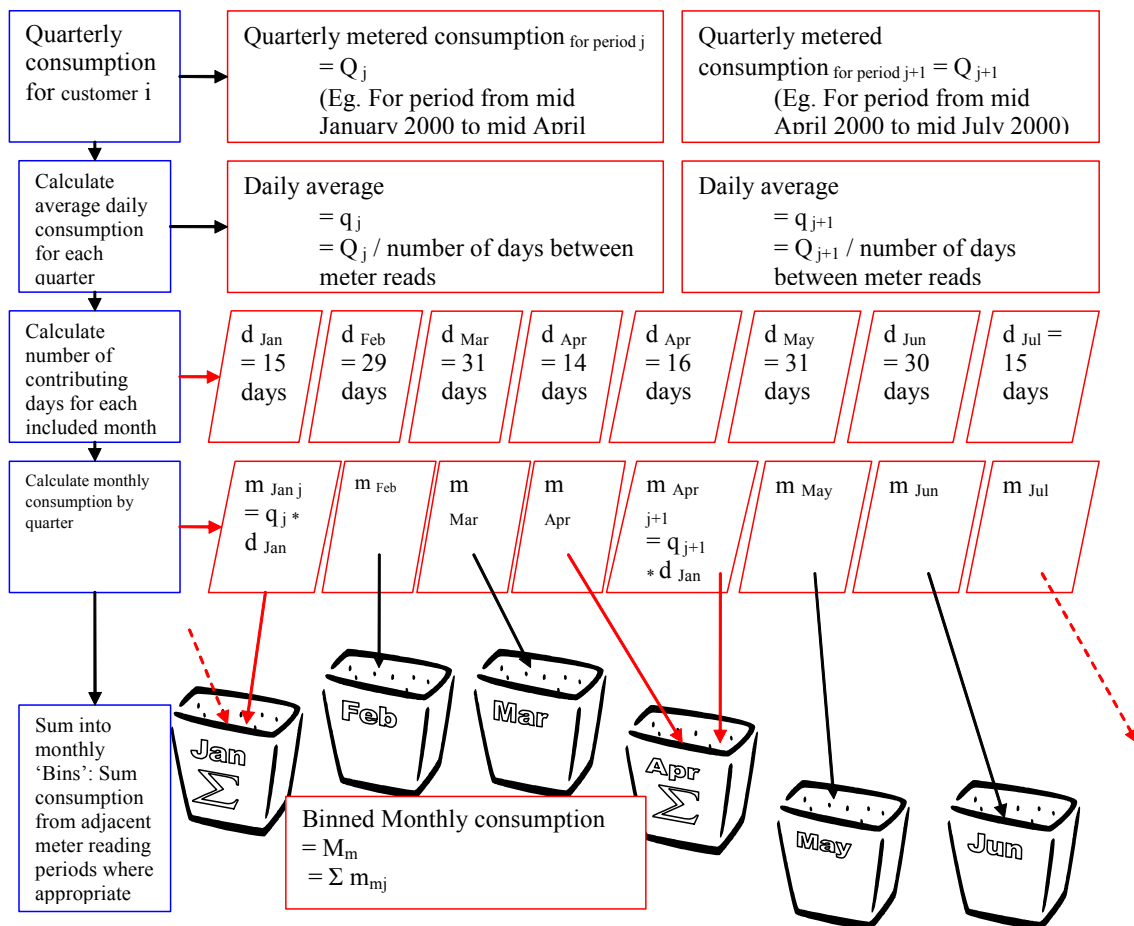 Quarterly
consumption
for customer i
Quarterly metered consumption for period j
= Q j
(Eg. For period from mid
January 2000 to mid April
Quarterly metered
consumption for period j+1 = Q j+1
(Eg. For period from mid
April 2000 to mid July 2000)
Calculate
average daily
consumption
for each
quarter
Daily average
= q j
= Q j / number of days between
meter reads
Daily average
= q j+1
= Q j+1 / number of days
between meter reads
Calculate
number of
contributing
days for each
included month
d Jan
= 15
days
d Feb
= 29
days
d Mar
= 31
days
d Apr
= 14
days
d Apr
= 16
days
d May
= 31
days
d Jun
= 30
days
d Jul =
15
days
Calculate monthly
consumption by
quarter
m Jan j
= q j *
d Jan
m Feb
m
Mar
m
Apr
m Apr
j+1
= q j+1
* d Jan
m May
m Jun
m Jul
Sum into
monthly
‘Bins’: Sum
consumption
from adjacent
meter reading
periods where
appropriate
Jan
Σ
Feb
Mar
Apr
Σ
May
Jun
Binned Monthly consumption
= M m
= Σ m mj